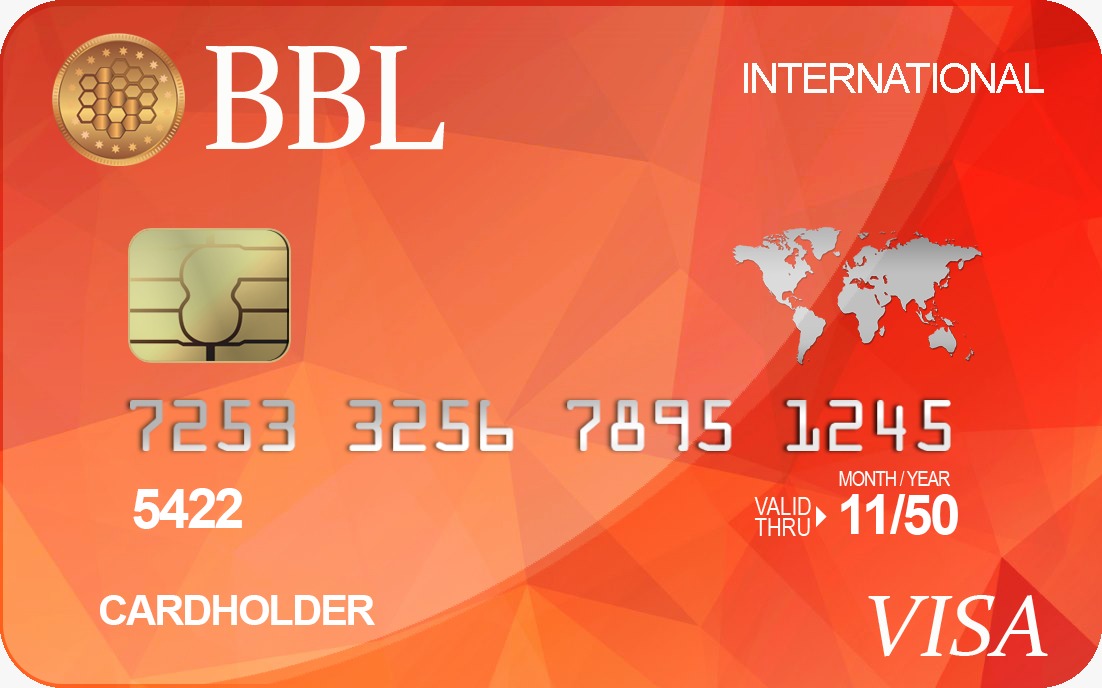 BBL
INTERNATIONAL
7253 3256 7895 1245
5422
MONTH / YEAR
VALID THRU 11/50
CARDHOLDER
VISA